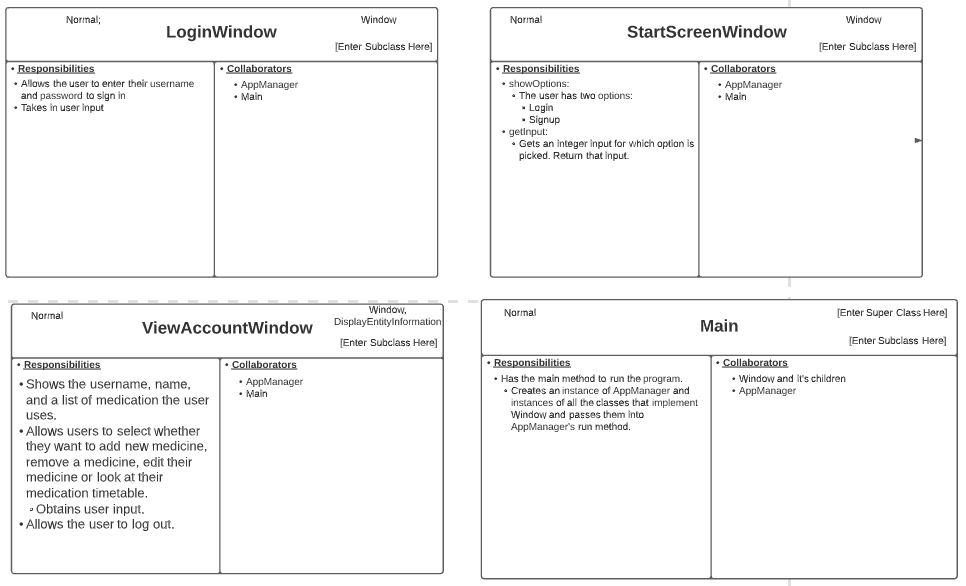 Normal;
Window
LoginWindow
[Enter Subclass Here]
• Responsibilities
• Allows the user to enter their username
and password to sign in
• Takes in user input
• Collaborators
• AppManager
• Main
Normal
Window
StartScreenWindow
[Enter Subclass Here]
• Responsibilities
• showOptions:
∘ The user has two options:
▪ Login
▪ Signup
• getInput:
∘ Gets an integer input for which option is
picked. Return that input.
• Collaborators
• AppManager
• Main
Normal
Window,
DisplayEntityInformation
ViewAccountWindow
[Enter Subclass Here]
• Responsibilities
• Shows the username, name,
and a list of medication the user
uses.
• Allows users to select whether
they want to add new medicine,
remove a medicine, edit their
medicine or look at their
medication timetable.
∘ Obtains user input.
• Allows the user to log out.
• Collaborators
• AppManager
• Main
Normal
[Enter Super Class Here]
Main
[Enter Subclass Here]
• Responsibilities
• Has the main method to run the program.
∘ Creates an instance of AppManager and
instances of all the classes that implement
Window and passes them into
AppManager's run method.
• Collaborators
• Window and it's children
• AppManager